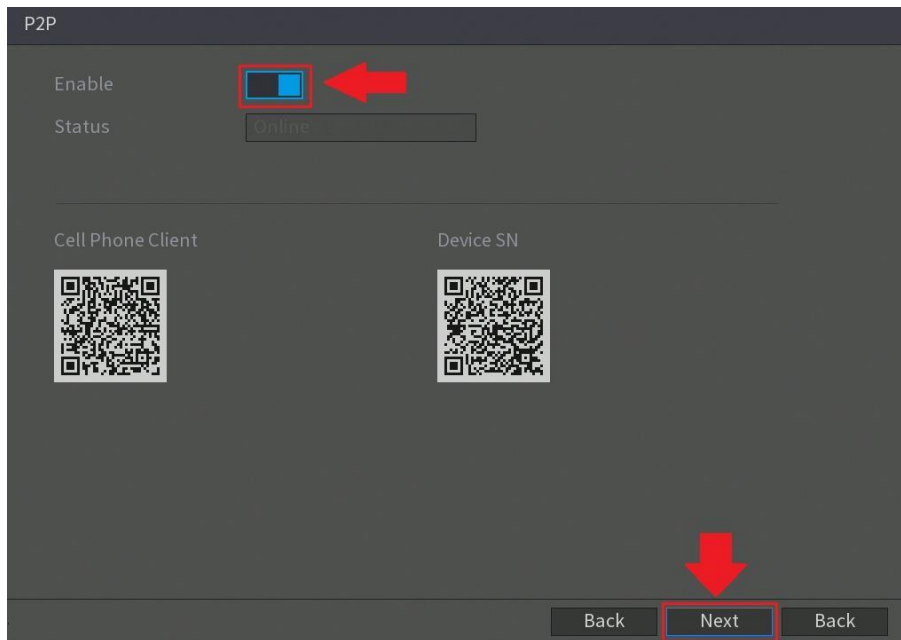 P2P
Enable
Status Online
Cell Phone Client Device SN
Back Next Back